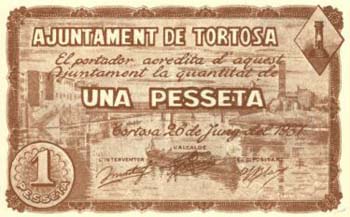 AJUNTAMENT DE TORTOSA
El portador acredita d'aquest
Ajuntament la quantitat de
UNA PESSETA
Tortosa 20 de Juny del 1937
L'ALCALDE
L'INTERVENTOR
EL DIPOSITARI
1
PESSETA